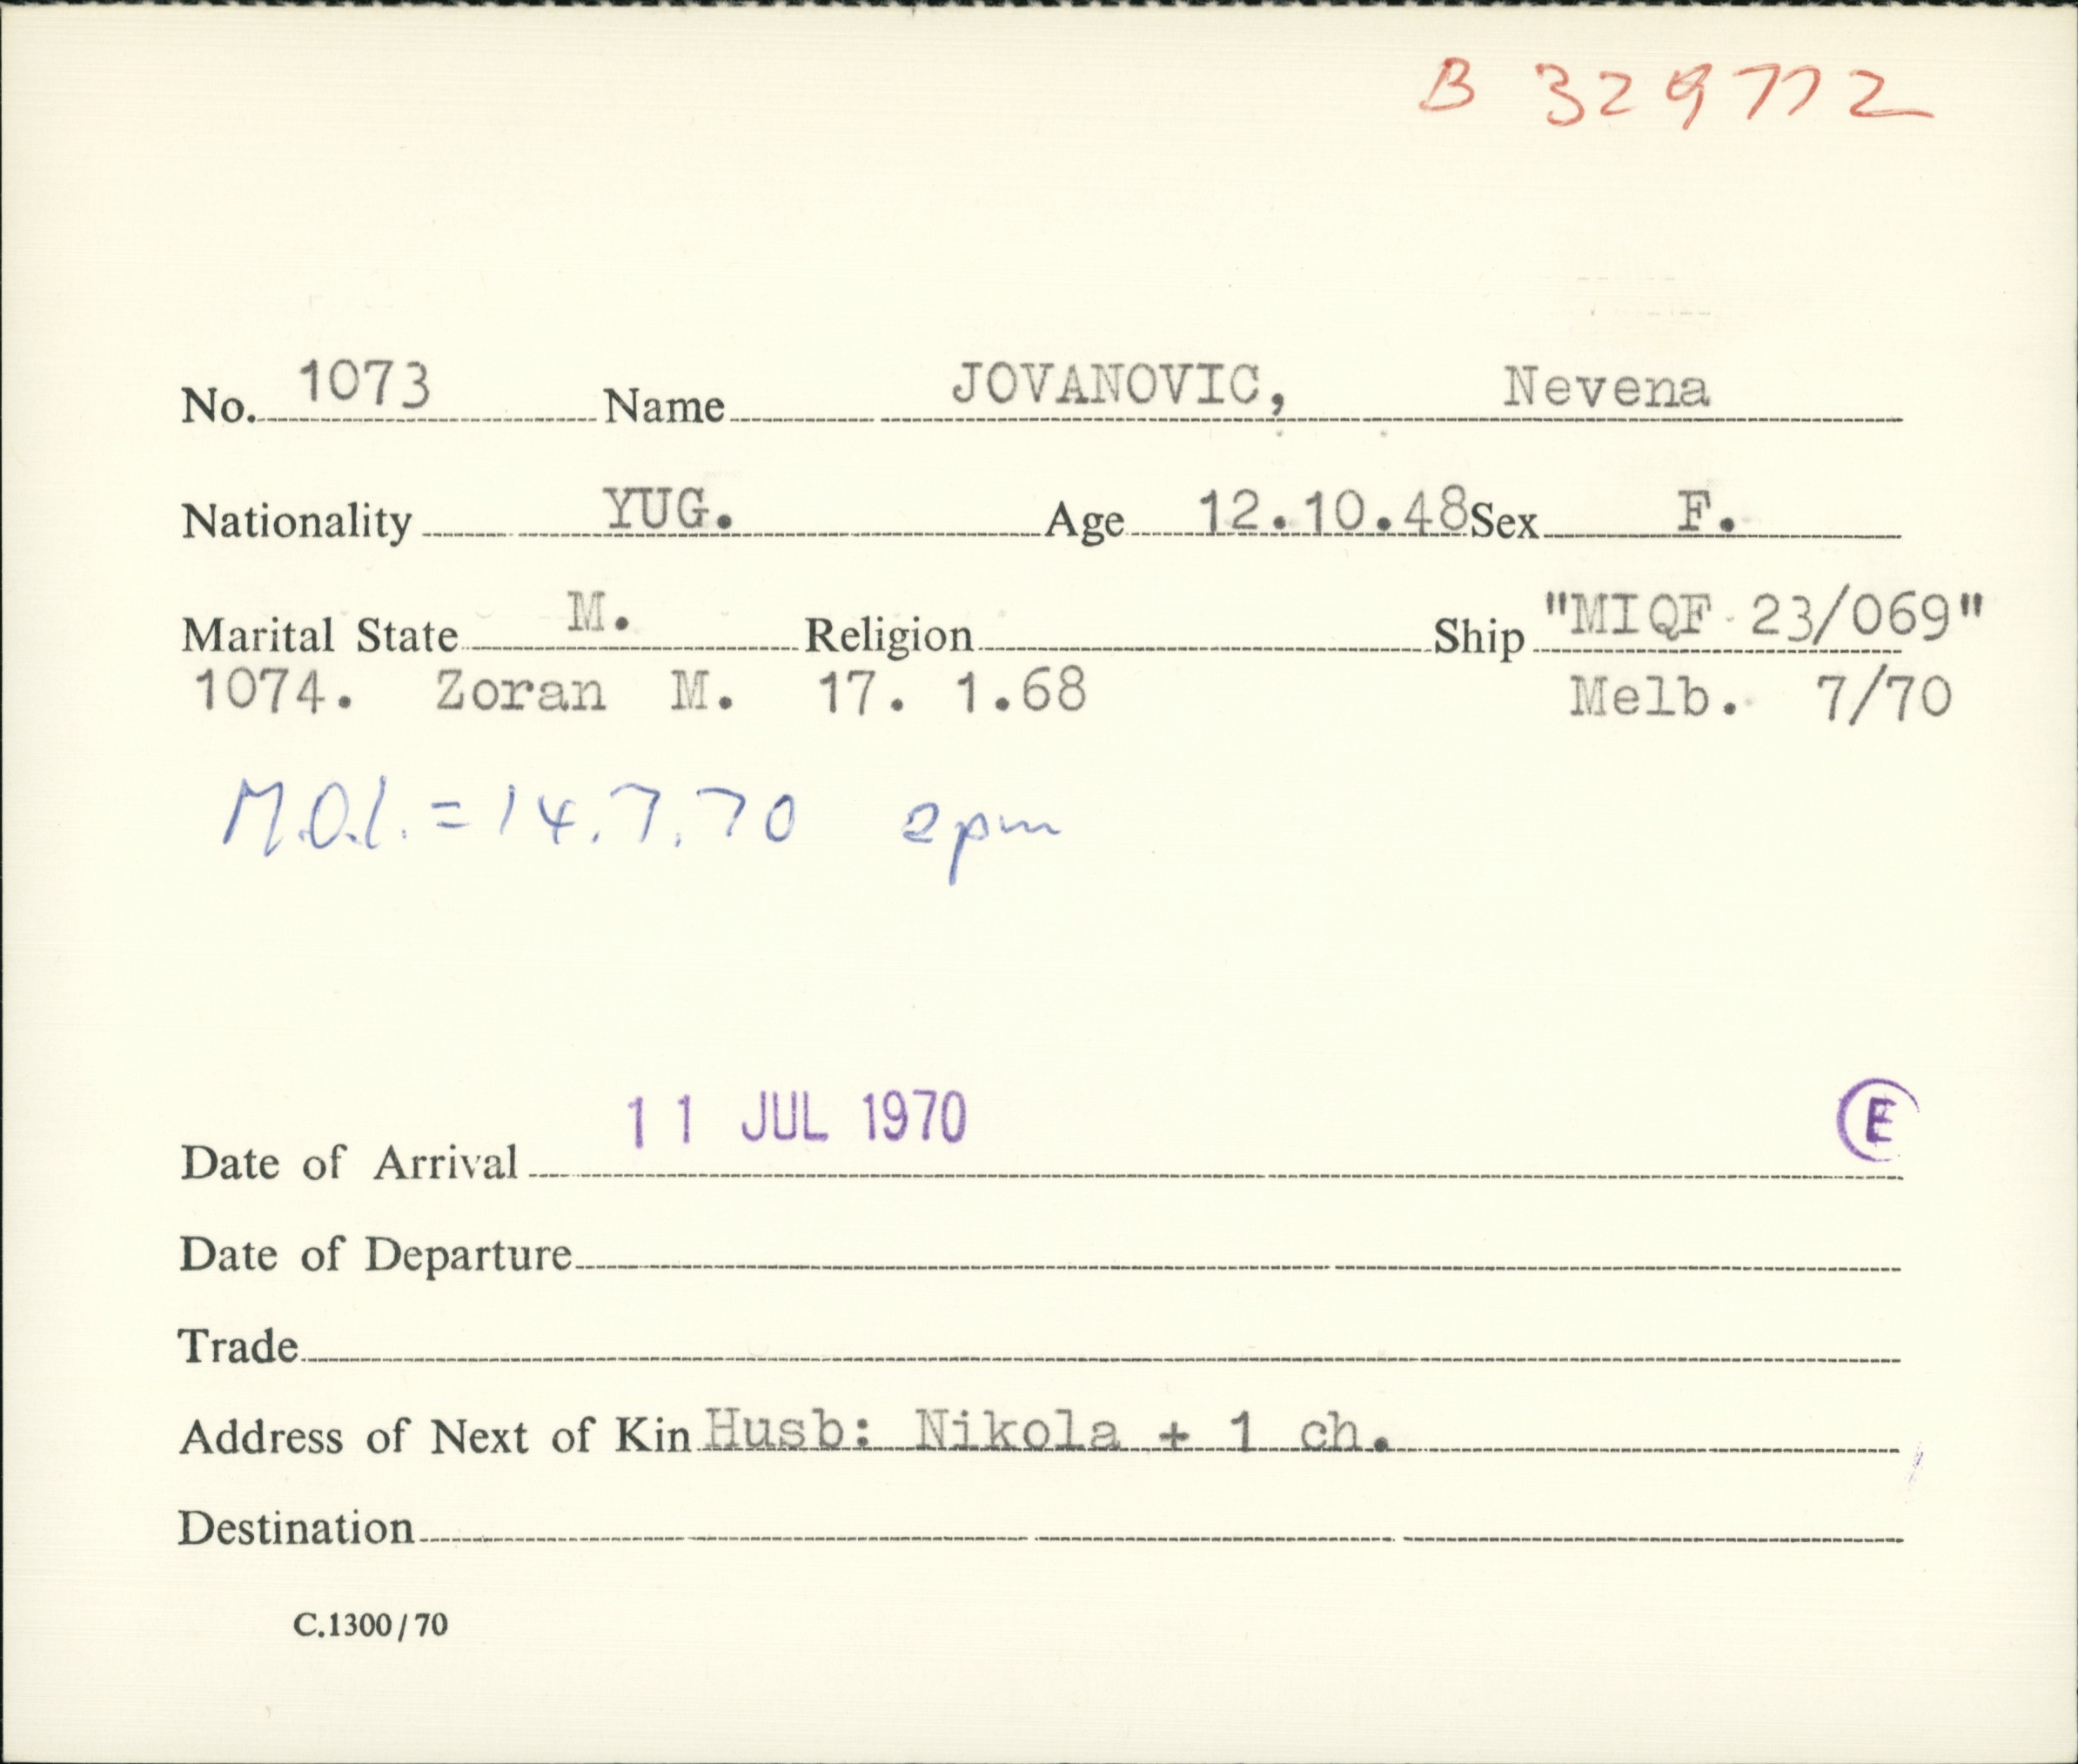 B 329772
No. 1073 Name JOVANOVIC, Nevena
Nationality YUG. Age 12.10.48 Sex F.
Marital State M. Religion Ship "MIQF 23/069"
1074. Zoran M. 17. 1.68 Melb. 7/70
M.O.I. = 14.7.70 2pm
Date of Arrival 11 JUL 1970 E
Date of Departure
Trade
Address of Next of Kin Husb: Nikola + 1 ch.
Destination
C.1300/70